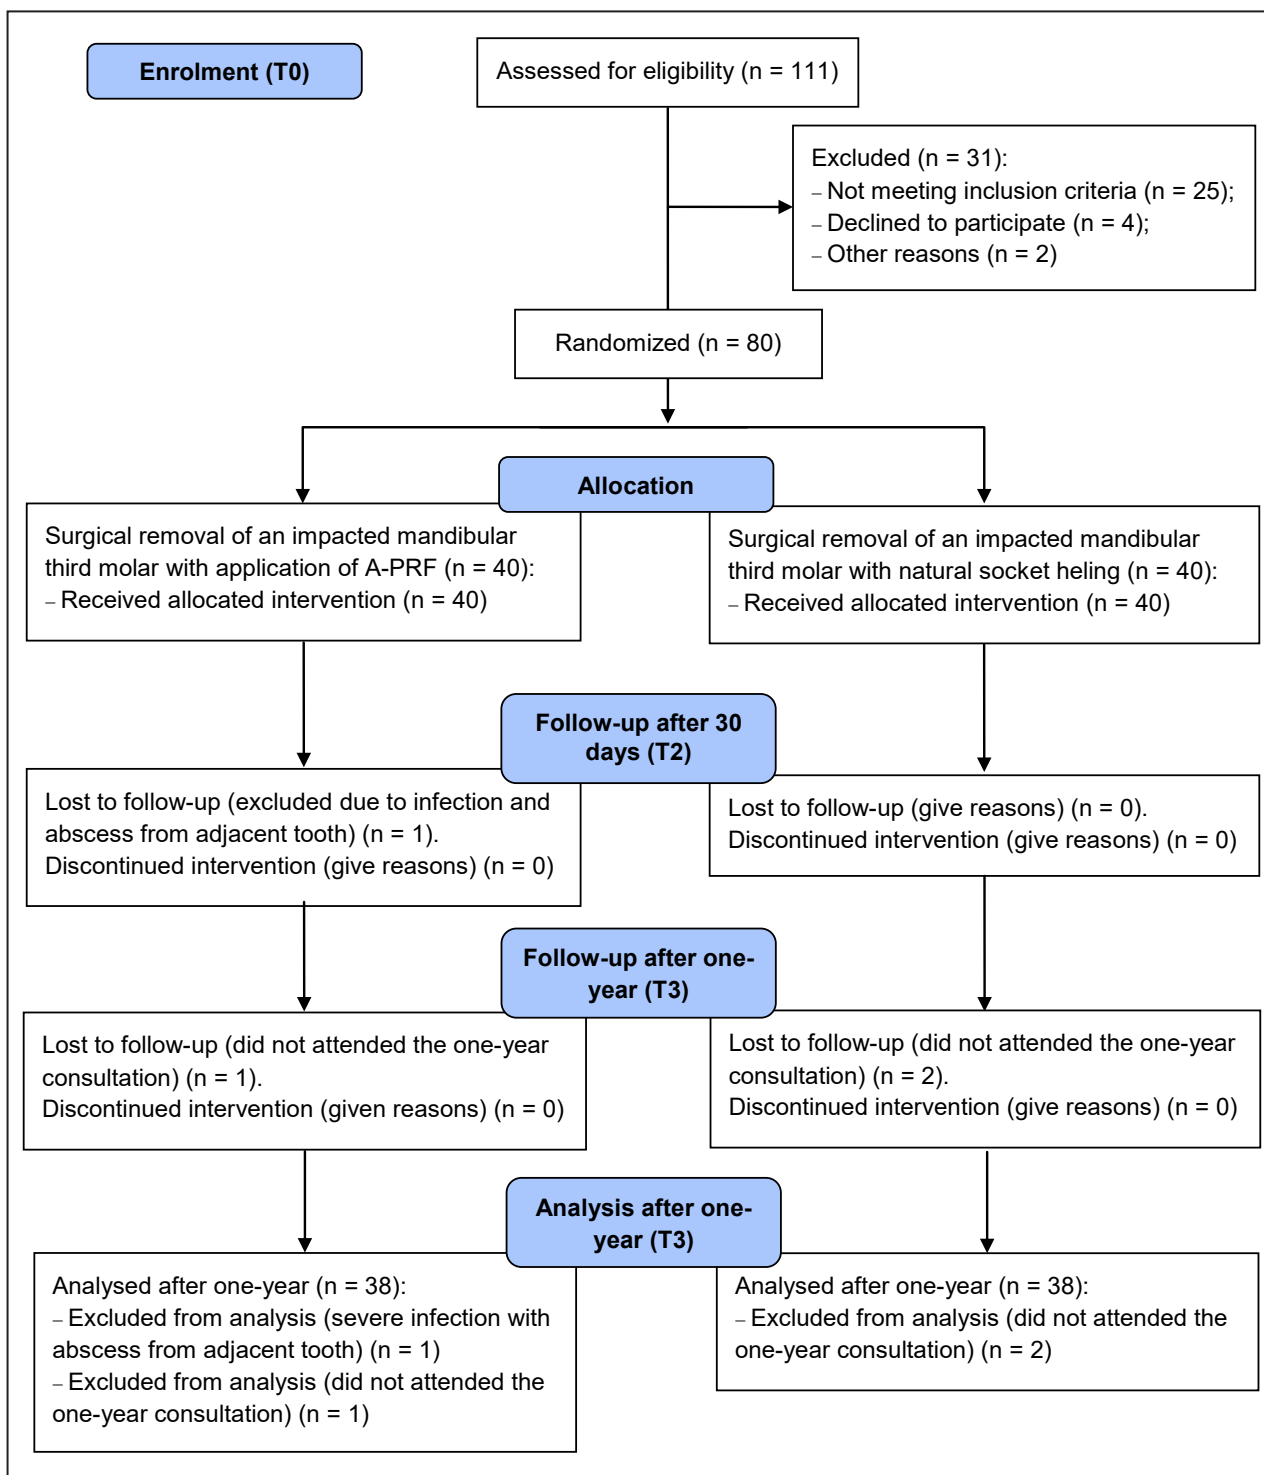 Enrolment (T0)
Assessed for eligibility (n = 111)
Excluded (n = 31):
– Not meeting inclusion criteria (n = 25);
– Declined to participate (n = 4);
– Other reasons (n = 2)
Randomized (n = 80)
Allocation
Surgical removal of an impacted mandibular
third molar with application of A-PRF (n = 40):
– Received allocated intervention (n = 40)
Surgical removal of an impacted mandibular
third molar with natural socket heling (n = 40):
– Received allocated intervention (n = 40)
Follow-up after 30
days (T2)
Lost to follow-up (excluded due to infection and
abscess from adjacent tooth) (n = 1).
Discontinued intervention (give reasons) (n = 0)
Lost to follow-up (give reasons) (n = 0).
Discontinued intervention (give reasons) (n = 0)
Follow-up after one-
year (T3)
Lost to follow-up (did not attended the one-year
consultation) (n = 1).
Discontinued intervention (given reasons) (n = 0)
Lost to follow-up (did not attended the one-year
consultation) (n = 2).
Discontinued intervention (give reasons) (n = 0)
Analysis after one-
year (T3)
Analysed after one-year (n = 38):
– Excluded from analysis (severe infection with
abscess from adjacent tooth) (n = 1)
– Excluded from analysis (did not attended the
one-year consultation) (n = 1)
Analysed after one-year (n = 38):
– Excluded from analysis (did not attended the
one-year consultation) (n = 2)